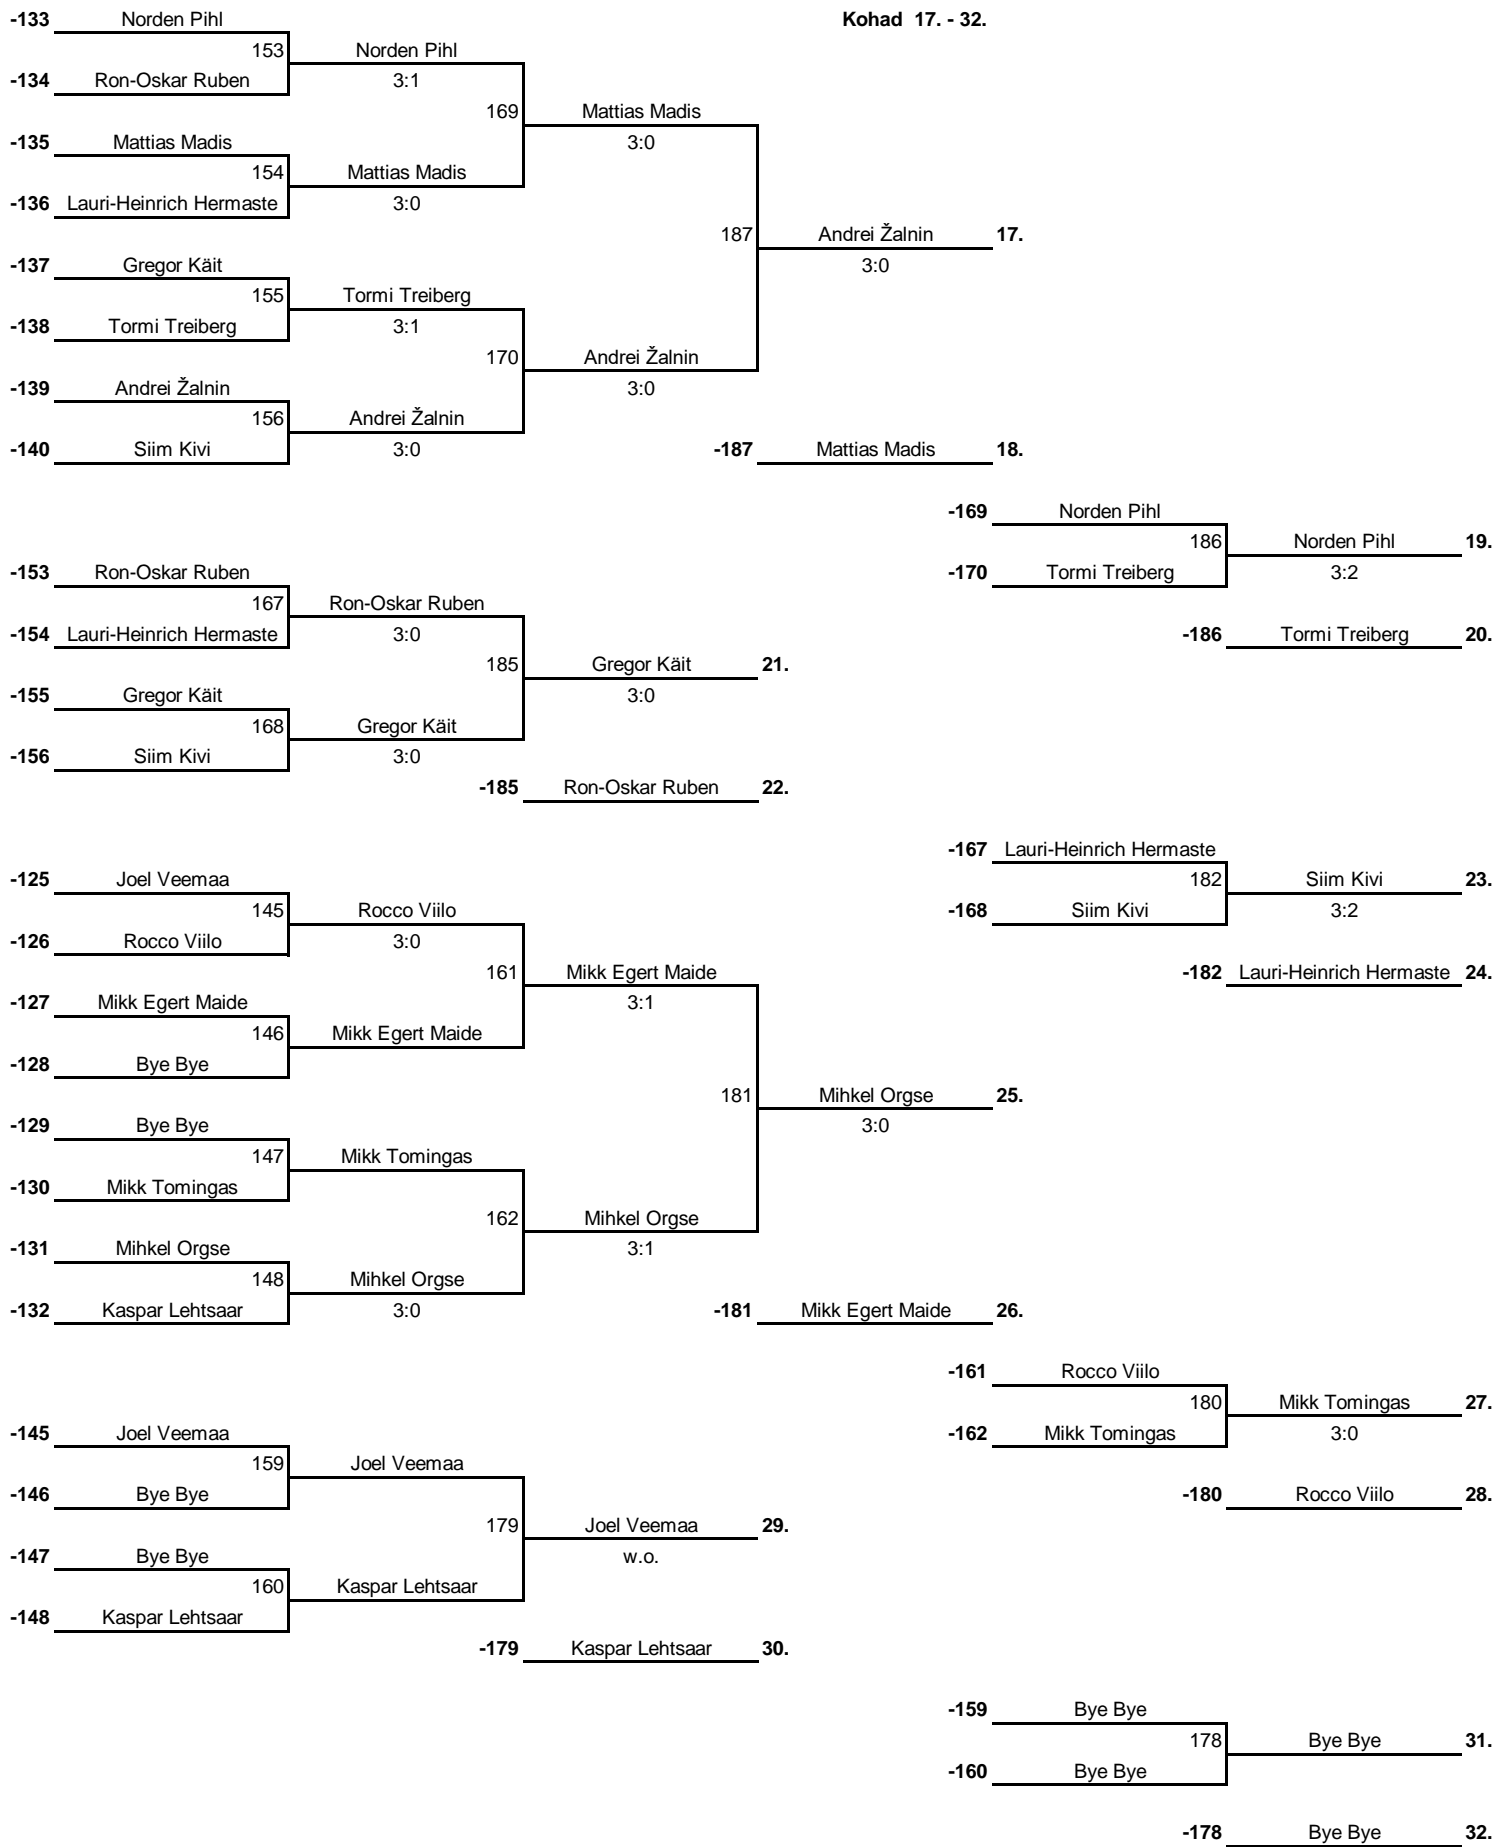 -133 Norden Pihl Kohad 17. - 32.
153 Norden Pihl
-134 Ron-Oskar Ruben 3:1
169 Mattias Madis
-135 Mattias Madis 3:0
154 Mattias Madis
-136 Lauri-Heinrich Hermaste 3:0
187 Andrei Žalnin 17.
-137 Gregor Käit 3:0
155 Tormi Treiberg
-138 Tormi Treiberg 3:1
170 Andrei Žalnin
-139 Andrei Žalnin 3:0
156 Andrei Žalnin
-140 Siim Kivi 3:0 -187 Mattias Madis 18.
-169 Norden Pihl
186 Norden Pihl 19.
-153 Ron-Oskar Ruben -170 Tormi Treiberg 3:2
167 Ron-Oskar Ruben
-154 Lauri-Heinrich Hermaste 3:0 -186 Tormi Treiberg 20.
185 Gregor Käit 21.
-155 Gregor Käit 3:0
168 Gregor Käit
-156 Siim Kivi 3:0
-185 Ron-Oskar Ruben 22.
-167 Lauri-Heinrich Hermaste
-125 Joel Veemaa 182 Siim Kivi 23.
145 Rocco Viilo -168 Siim Kivi 3:2
-126 Rocco Viilo 3:0
161 Mikk Egert Maide -182 Lauri-Heinrich Hermaste 24.
-127 Mikk Egert Maide 3:1
146 Mikk Egert Maide
-128 Bye Bye
181 Mihkel Orgse 25.
-129 Bye Bye 3:0
147 Mikk Tomingas
-130 Mikk Tomingas
162 Mihkel Orgse
-131 Mihkel Orgse 3:1
148 Mihkel Orgse
-132 Kaspar Lehtsaar 3:0 -181 Mikk Egert Maide 26.
-161 Rocco Viilo
180 Mikk Tomingas 27.
-145 Joel Veemaa -162 Mikk Tomingas 3:0
159 Joel Veemaa
-146 Bye Bye -180 Rocco Viilo 28.
179 Joel Veemaa 29.
-147 Bye Bye w.o.
160 Kaspar Lehtsaar
-148 Kaspar Lehtsaar
-179 Kaspar Lehtsaar 30.
-159 Bye Bye
178 Bye Bye 31.
-160 Bye Bye
-178 Bye Bye 32.